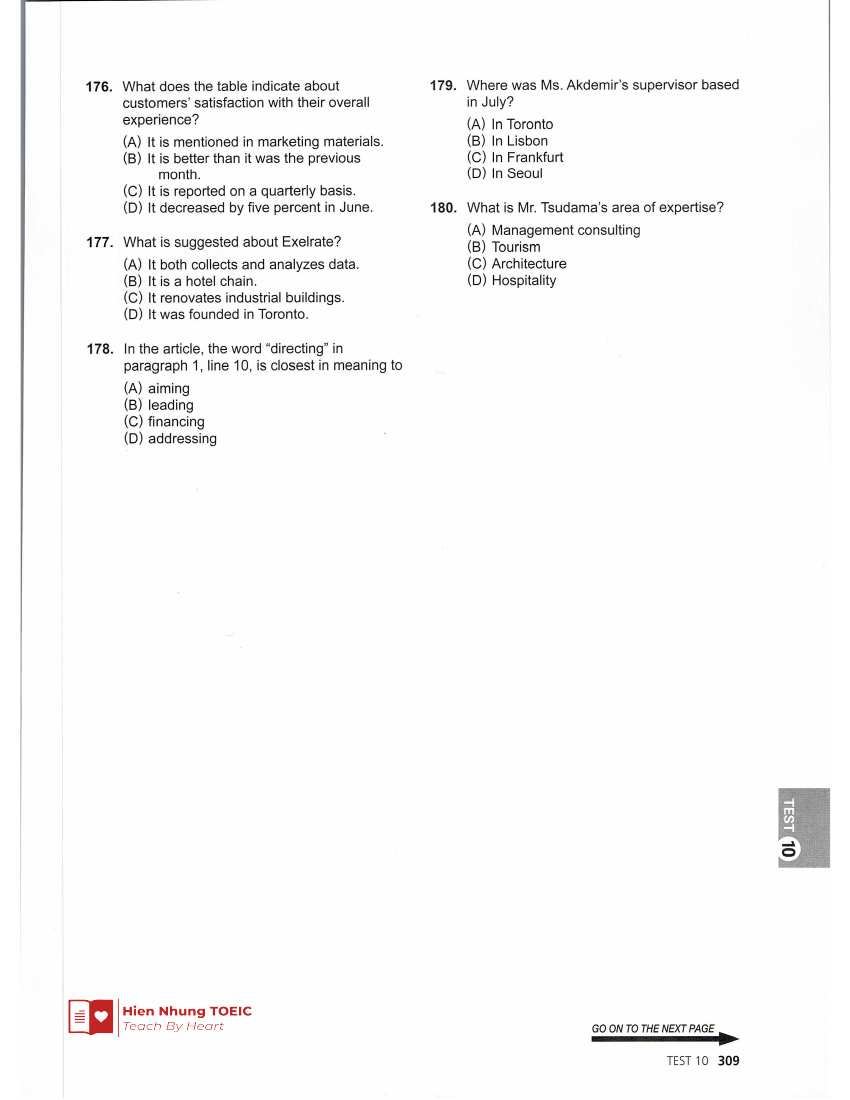 176. What does the table indicate about
customers' satisfaction with their overall
experience?
(A) It is mentioned in marketing materials.
(B) It is better than it was the previous
month.
(C) It is reported on a quarterly basis.
(D) It decreased by five percent in June.
177. What is suggested about Exelrate?
(A) It both collects and analyzes data.
(B) It is a hotel chain.
(C) It renovates industrial buildings.
(D) It was founded in Toronto.
178. In the article, the word “directing” in
paragraph 1, line 10, is closest in meaning to
(A) aiming
(B) leading
(C) financing
(D) addressing
179. Where was Ms. Akdemir's supervisor based
in July?
(A) In Toronto
(B) In Lisbon
(C) In Frankfurt
(D) In Seoul
180. What is Mr. Tsudama's area of expertise?
(A) Management consulting
(B) Tourism
(C) Architecture
(D) Hospitality
TEST 10
Hien Nhung TOEIC
Teach By Heart
GO ON TO THE NEXT PAGE
TEST 10 309